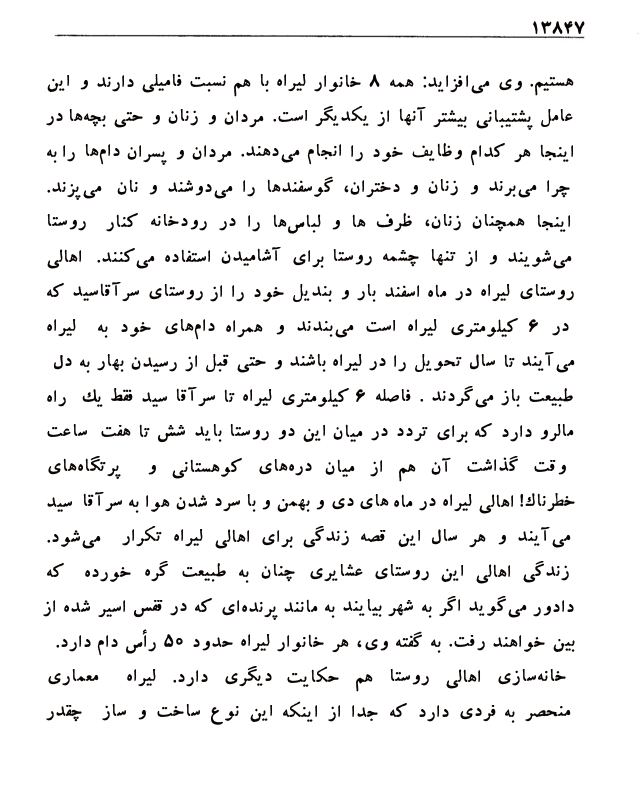 ۱۳۸۴۷
هستیم. وی می‌افزاید: همه ۸ خانوار لیراه با هم نسبت فامیلی دارند و این
عامل پشتیبانی بیشتر آنها از یکدیگر است. مردان و زنان و حتی بچه‌ها در
اینجا هر کدام وظایف خود را انجام می‌دهند. مردان و پسران دام‌ها را به
چرا می‌برند و زنان و دختران، گوسفندها را می‌دوشند و نان می‌پزند.
اینجا همچنان زنان، ظرف ها و لباس‌ها را در رودخانه کنار روستا
می‌شویند و از تنها چشمه روستا برای آشامیدن استفاده می‌کنند. اهالی
روستای لیراه در ماه اسفند بار و بندیل خود را از روستای سرآقاسید که
در ۶ کیلومتری لیراه است می‌بندند و همراه دام‌های خود به لیراه
می‌آیند تا سال تحویل را در لیراه باشند و حتی قبل از رسیدن بهار به دل
طبیعت باز می‌گردند . فاصله ۶ کیلومتری لیراه تا سرآقا سید فقط یك راه
مالرو دارد که برای تردد در میان این دو روستا باید شش تا هفت ساعت
وقت گذاشت آن هم از میان دره‌های کوهستانی و پرتگاه‌های
خطرناك! اهالی لیراه در ماه های دی و بهمن و با سرد شدن هوا به سرآقا سید
می‌آیند و هر سال این قصه زندگی برای اهالی لیراه تکرار می‌شود.
زندگی اهالی این روستای عشایری چنان به طبیعت گره خورده که
دادور می‌گوید اگر به شهر بیایند به مانند پرنده‌ای که در قفس اسیر شده از
بین خواهند رفت. به گفته وی، هر خانوار لیراه حدود ۵۰ رأس دام دارد.
خانه‌سازی اهالی روستا هم حکایت دیگری دارد. لیراه معماری
منحصر به فردی دارد که جدا از اینکه این نوع ساخت و ساز چقدر